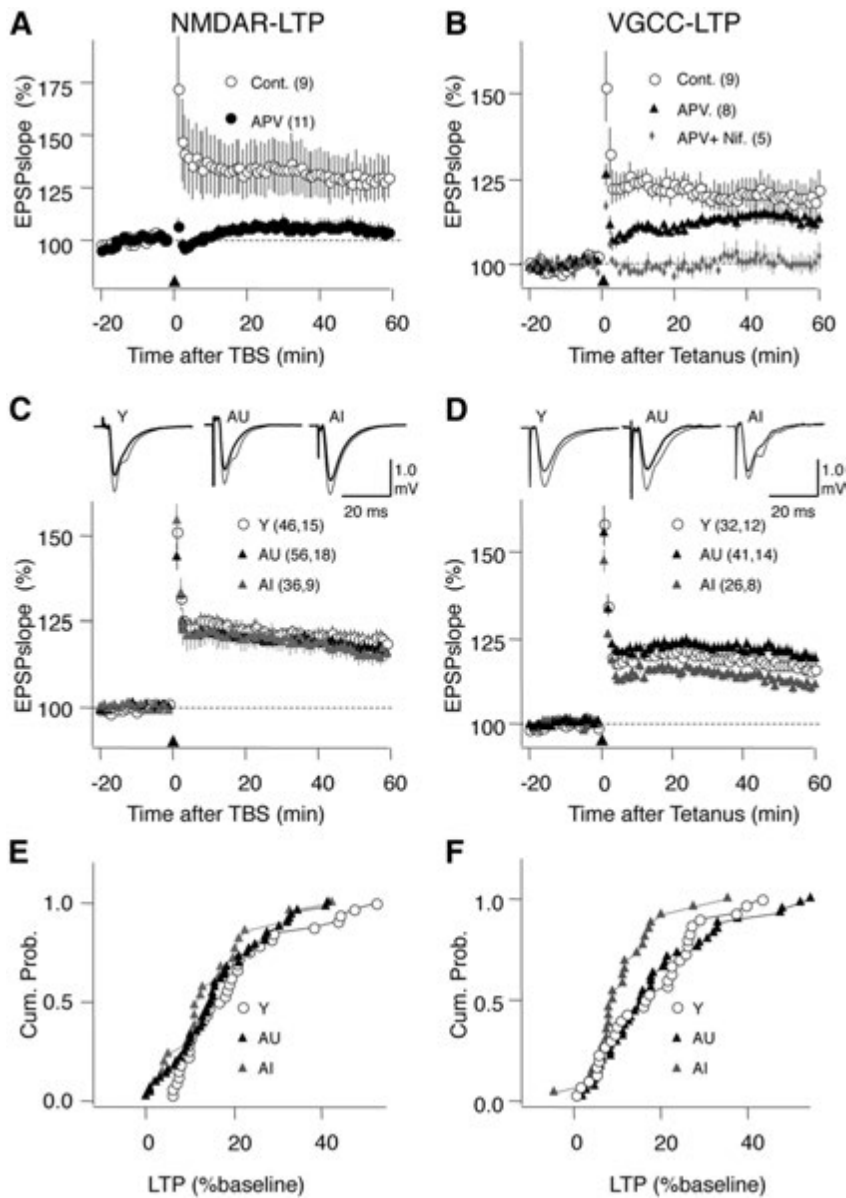 A NMDAR-LTP
EPSPslope (%)
175
150
125
100
Cont. (9)
APV (11)
-20 0 20 40 60
Time after TBS (min)
B VGCC-LTP
EPSPslope (%)
150
125
100
Cont. (9)
APV. (8)
APV+ Nif. (5)
-20 0 20 40 60
Time after Tetanus (min)
C
Y AU AI
1.0
mV
20 ms
EPSPslope (%)
150
125
100
Y (46,15)
AU (56,18)
AI (36,9)
-20 0 20 40 60
Time after TBS (min)
D
Y AU AI
1.0
mV
20 ms
EPSPslope (%)
150
125
100
Y (32,12)
AU (41,14)
AI (26,8)
-20 0 20 40 60
Time after Tetanus (min)
E
Cum. Prob.
1.0
0.5
0.0
Y
AU
AI
0 20 40
LTP (%baseline)
F
Cum. Prob.
1.0
0.5
0.0
Y
AU
AI
0 20 40
LTP (%baseline)